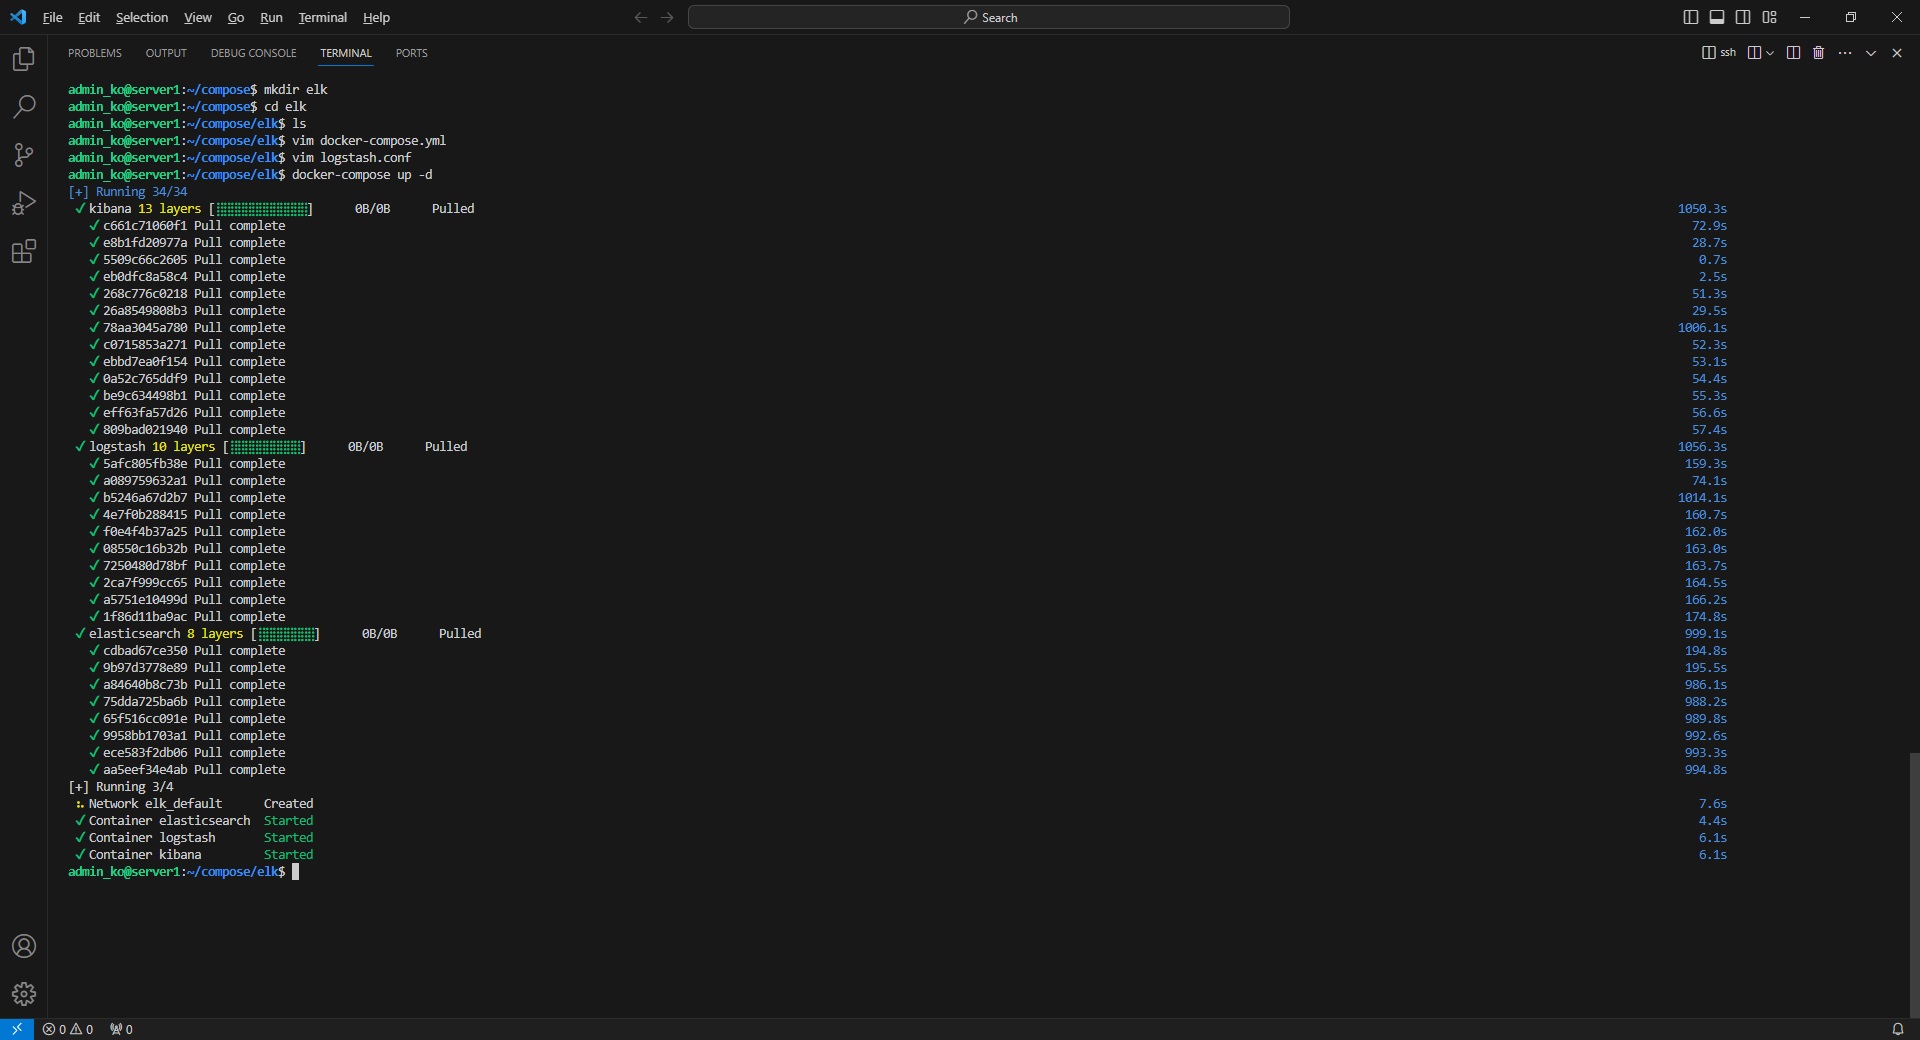 File Edit Selection View Go Run Terminal Help Search
PROBLEMS OUTPUT DEBUG CONSOLE TERMINAL PORTS ssh
admin_ko@server1:~/compose$ mkdir elk
admin_ko@server1:~/compose$ cd elk
admin_ko@server1:~/compose/elk$ ls
admin_ko@server1:~/compose/elk$ vim docker-compose.yml
admin_ko@server1:~/compose/elk$ vim logstash.conf
admin_ko@server1:~/compose/elk$ docker-compose up -d
[+] Running 34/34
✓ kibana 13 layers [⣿⣿⣿⣿⣿⣿⣿⣿⣿⣿⣿⣿⣿] 0B/0B Pulled 1050.3s
✓ c661c71060f1 Pull complete 72.9s
✓ e8b1fd20977a Pull complete 28.7s
✓ 5509c66c2605 Pull complete 0.7s
✓ eb0dfc8a58c4 Pull complete 2.5s
✓ 268c776c0218 Pull complete 51.3s
✓ 26a8549808b3 Pull complete 29.5s
✓ 78aa3045a780 Pull complete 1006.1s
✓ c0715853a271 Pull complete 52.3s
✓ ebbd7ea0f154 Pull complete 53.1s
✓ 0a52c765ddf9 Pull complete 54.4s
✓ be9c634498b1 Pull complete 55.3s
✓ eff63fa57d26 Pull complete 56.6s
✓ 809bad021940 Pull complete 57.4s
✓ logstash 10 layers [⣿⣿⣿⣿⣿⣿⣿⣿⣿⣿] 0B/0B Pulled 1056.3s
✓ 5afc805fb38e Pull complete 159.3s
✓ a089759632a1 Pull complete 74.1s
✓ b5246a67d2b7 Pull complete 1014.1s
✓ 4e7f0b288415 Pull complete 160.7s
✓ f0e4f4b37a25 Pull complete 162.0s
✓ 08550c16b32b Pull complete 163.0s
✓ 7250480d78bf Pull complete 163.7s
✓ 2ca7f999cc65 Pull complete 164.5s
✓ a5751e10499d Pull complete 166.2s
✓ 1f86d11ba9ac Pull complete 174.8s
✓ elasticsearch 8 layers [⣿⣿⣿⣿⣿⣿⣿⣿] 0B/0B Pulled 999.1s
✓ cdbad67ce350 Pull complete 194.8s
✓ 9b97d3778e89 Pull complete 195.5s
✓ a84640b8c73b Pull complete 986.1s
✓ 75dda725ba6b Pull complete 988.2s
✓ 65f516cc091e Pull complete 989.8s
✓ 9958bb1703a1 Pull complete 992.6s
✓ ece583f2db06 Pull complete 993.3s
✓ aa5eef34e4ab Pull complete 994.8s
[+] Running 3/4
Network elk_default Created 7.6s
✓ Container elasticsearch Started 4.4s
✓ Container logstash Started 6.1s
✓ Container kibana Started 6.1s
admin_ko@server1:~/compose/elk$
0 0 0